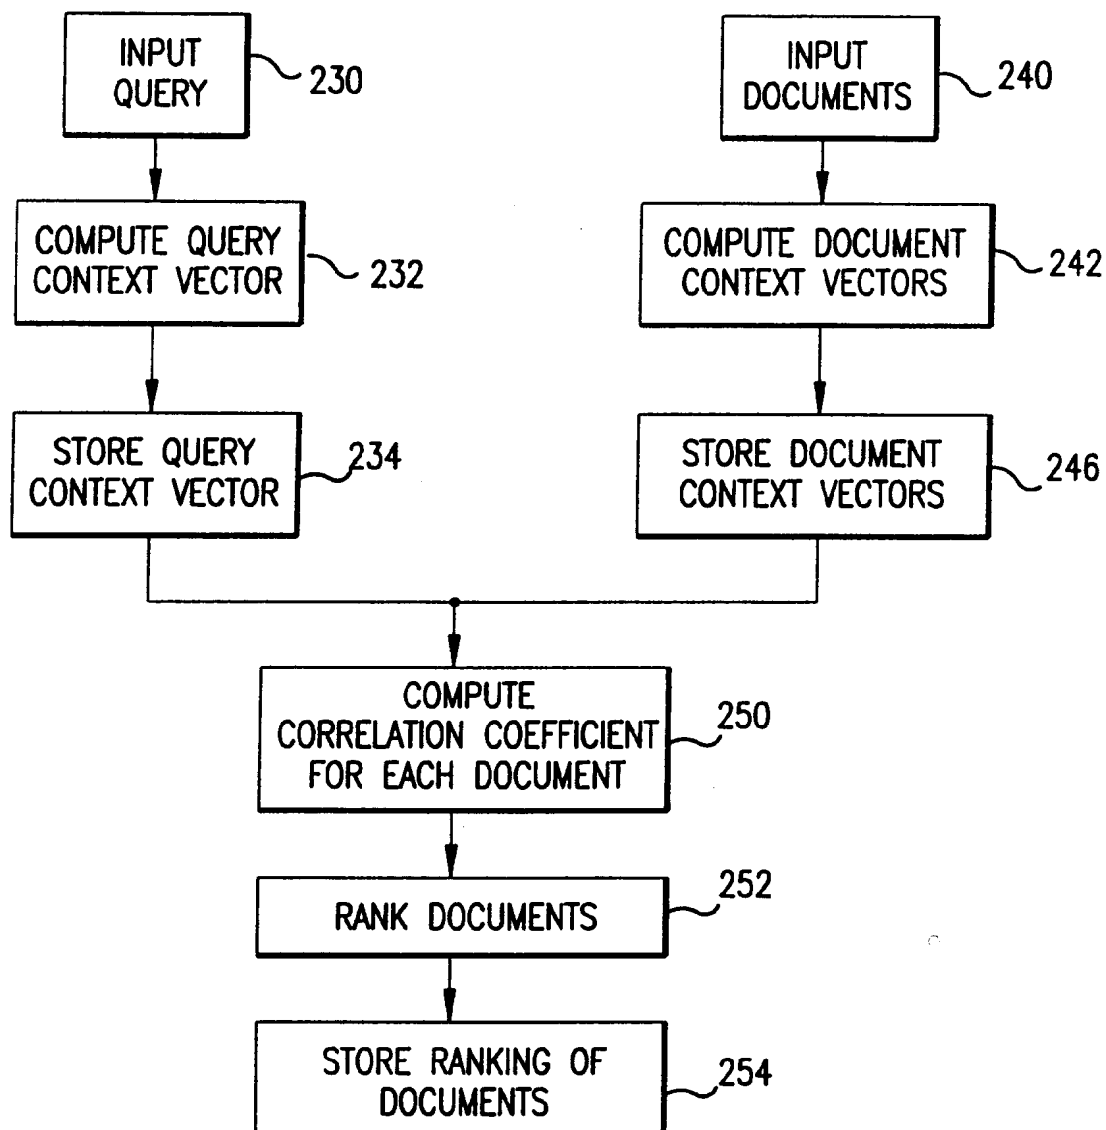 INPUT
QUERY
230
INPUT
DOCUMENTS
240
COMPUTE QUERY
CONTEXT VECTOR
232
COMPUTE DOCUMENT
CONTEXT VECTORS
242
STORE QUERY
CONTEXT VECTOR
234
STORE DOCUMENT
CONTEXT VECTORS
246
COMPUTE
CORRELATION COEFFICIENT
FOR EACH DOCUMENT
250
RANK DOCUMENTS
252
STORE RANKING OF
DOCUMENTS
254